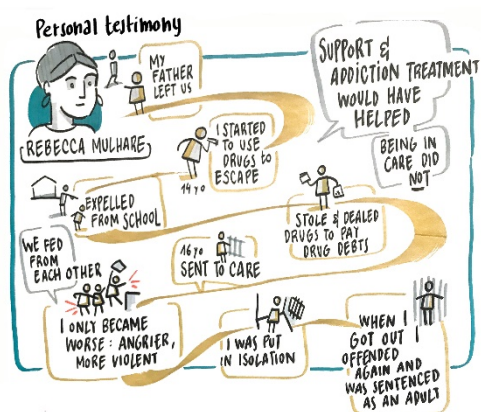 Personal testimony
REBECCA MULHARE
MY
FATHER
LEFT US
SUPPORT &
ADDICTION TREATMENT
WOULD HAVE
HELPED
BEING IN
CARE DID
NOT
I STARTED
TO USE
DRUGS to
ESCAPE
14 yo
EXPELLED
FROM SCHOOL
STOLE & DEALED
DRUGS TO PAY
DRUG DEBTS
16 yo
SENT TO CARE
WE FED
FROM
EACH OTHER
I ONLY BECAME
WORSE: ANGRIER,
MORE VIOLENT
I WAS PUT
IN ISOLATION
WHEN I
GOT OUT
OFFENDED
AGAIN AND
WAS SENTENCED
AS AN ADULT